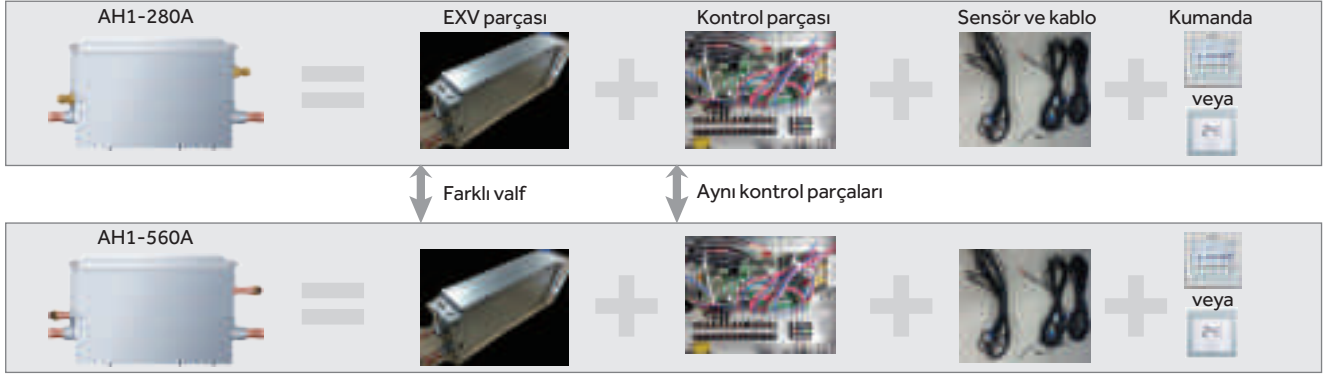 AH1-280A
EXV parçası
Kontrol parçası
Sensör ve kablo
Kumanda
veya
Farklı valf
Aynı kontrol parçaları
AH1-560A
veya